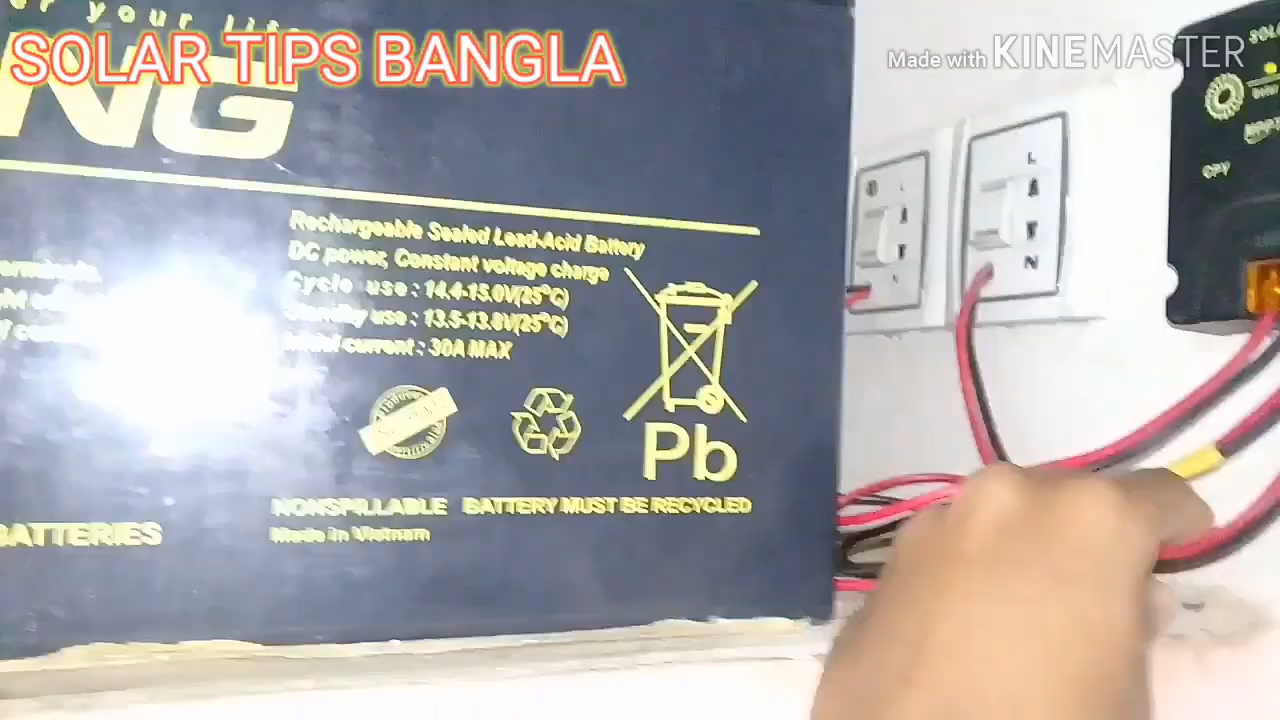 your life
SOLAR TIPS BANGLA
Made with KINEMASTER
NG
Rechargeable Sealed Lead-Acid Battery
DC power, Constant voltage charge
Cycle use : 14.4-15.0V(25°C)
Standby use : 13.5-13.8V(25°C)
current : 30A MAX
Pb
NONSPILLABLE BATTERY MUST BE RECYCLED
Made in Vietnam
BATTERIES